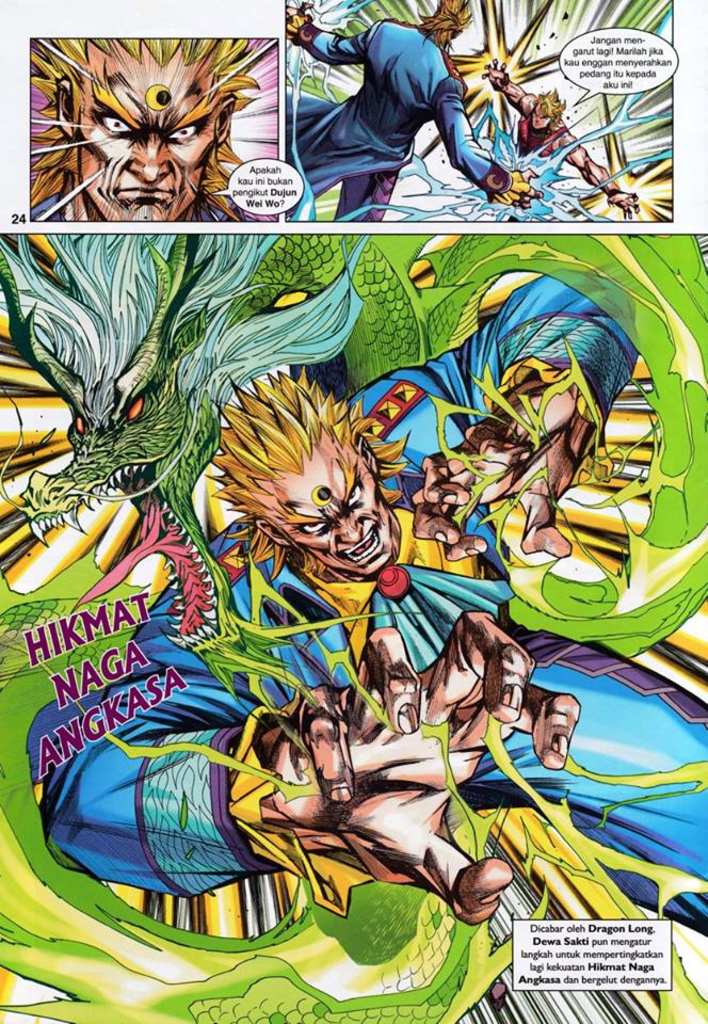 Apakah
kau ini bukan
pengikut Dujun
Wei Wo?
Jangan men-
garut lagi! Marilah jika
kau enggan menyerahkan
pedang itu kepada
aku ini!
24
HIKMAT
NAGA
ANGKASA
Dicabar oleh Dragon Long,
Dewa Sakti pun mengatur
langkah untuk mempertingkatkan
lagi kekuatan Hikmat Naga
Angkasa dan bergelut dengannya.